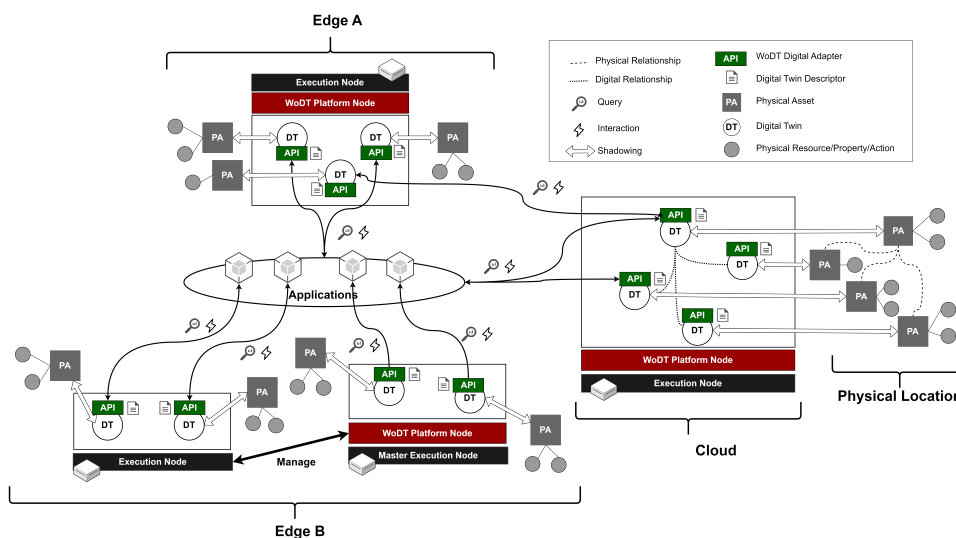 Edge A
Execution Node
WoDT Platform Node
PA
DT
API
DT
API
PA
PA
DT
API
API
WoDT Digital Adapter
Physical Relationship
Digital Relationship
Digital Twin Descriptor
Query
PA
Physical Asset
Interaction
DT
Digital Twin
Shadowing
Physical Resource/Property/Action
API
DT
PA
API
DT
PA
API
DT
PA
API
DT
PA
WoDT Platform Node
Execution Node
Physical Location
Cloud
Applications
PA
API
DT
API
DT
PA
Execution Node
Manage
PA
API
DT
API
DT
PA
WoDT Platform Node
Master Execution Node
Edge B